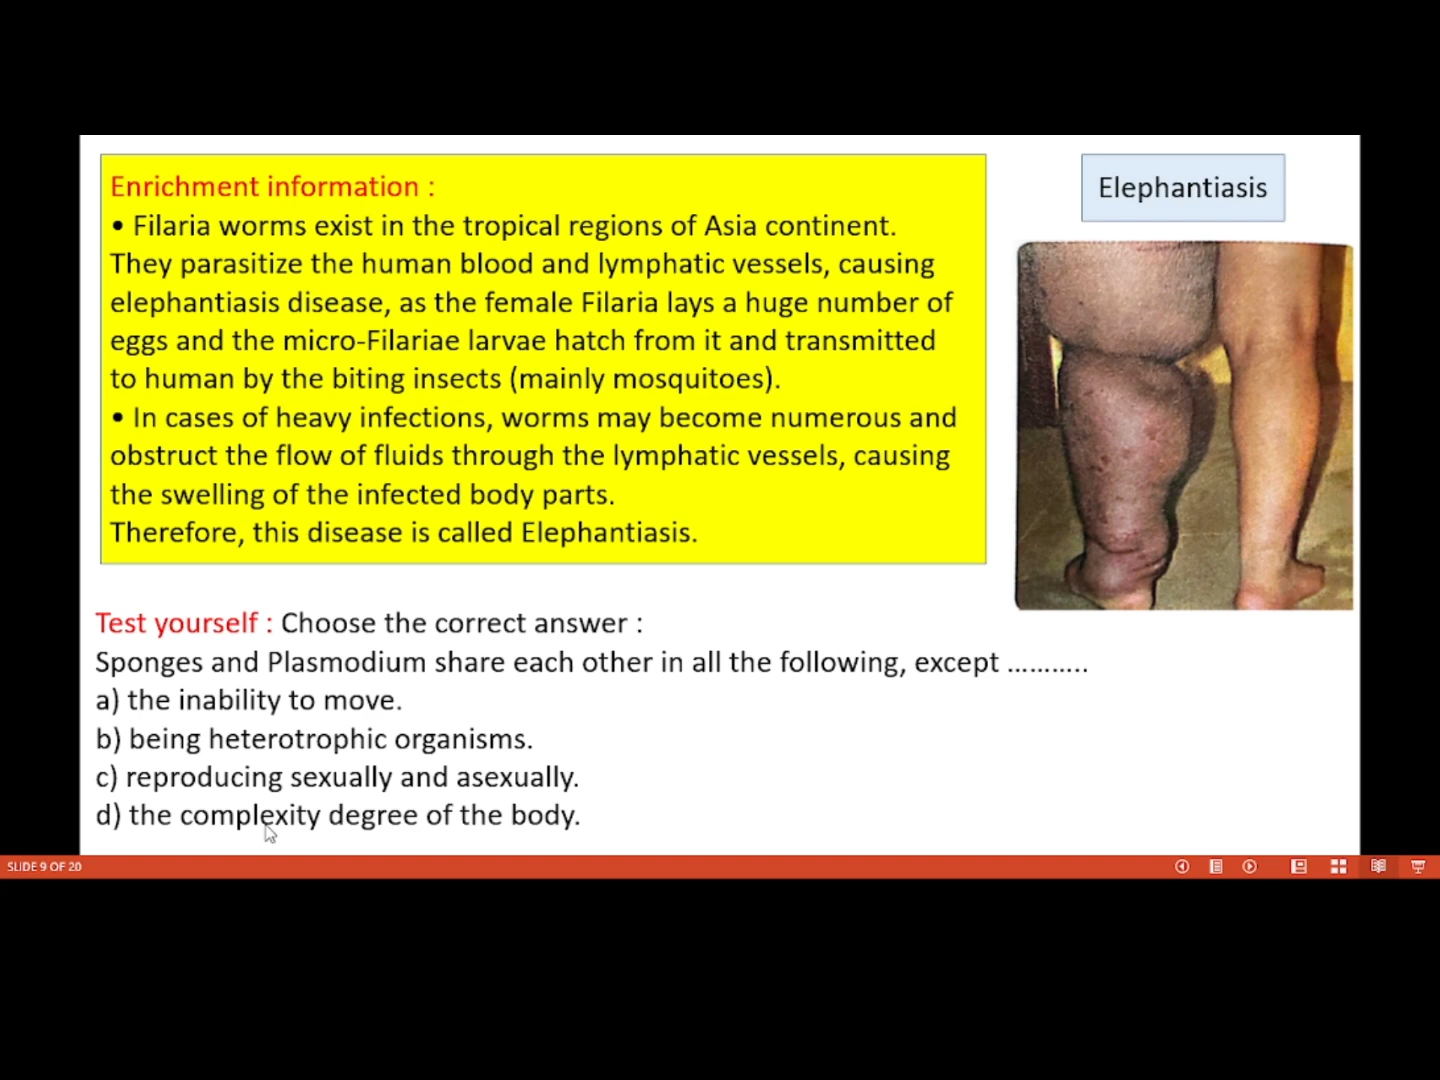 Enrichment information :
• Filaria worms exist in the tropical regions of Asia continent.
They parasitize the human blood and lymphatic vessels, causing
elephantiasis disease, as the female Filaria lays a huge number of
eggs and the micro-Filariae larvae hatch from it and transmitted
to human by the biting insects (mainly mosquitoes).
• In cases of heavy infections, worms may become numerous and
obstruct the flow of fluids through the lymphatic vessels, causing
the swelling of the infected body parts.
Therefore, this disease is called Elephantiasis.
Elephantiasis
Test yourself : Choose the correct answer :
Sponges and Plasmodium share each other in all the following, except ...........
a) the inability to move.
b) being heterotrophic organisms.
c) reproducing sexually and asexually.
d) the complexity degree of the body.
SLIDE 9 OF 20